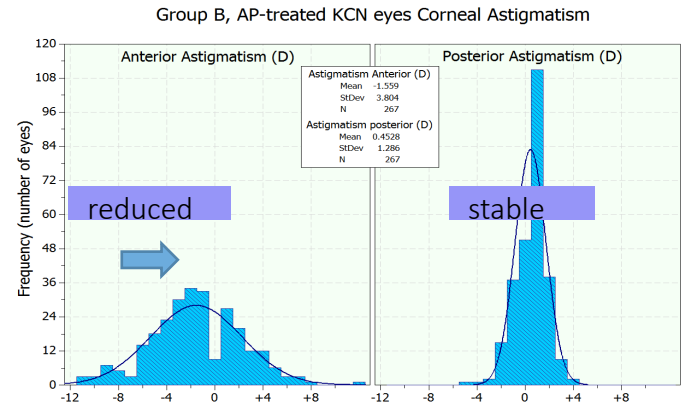 Group B, AP-treated KCN eyes Corneal Astigmatism
Anterior Astigmatism (D)
Posterior Astigmatism (D)
Astigmatism Anterior (D)
Mean -1.559
StDev 3.804
N 267
Astigmatism posterior (D)
Mean 0.4528
StDev 1.286
N 267
reduced
stable
Frequency (number of eyes)
120
108
96
84
72
60
48
36
24
12
0
-12 -8 -4 0 +4 +8
-12 -8 -4 0 +4 +8